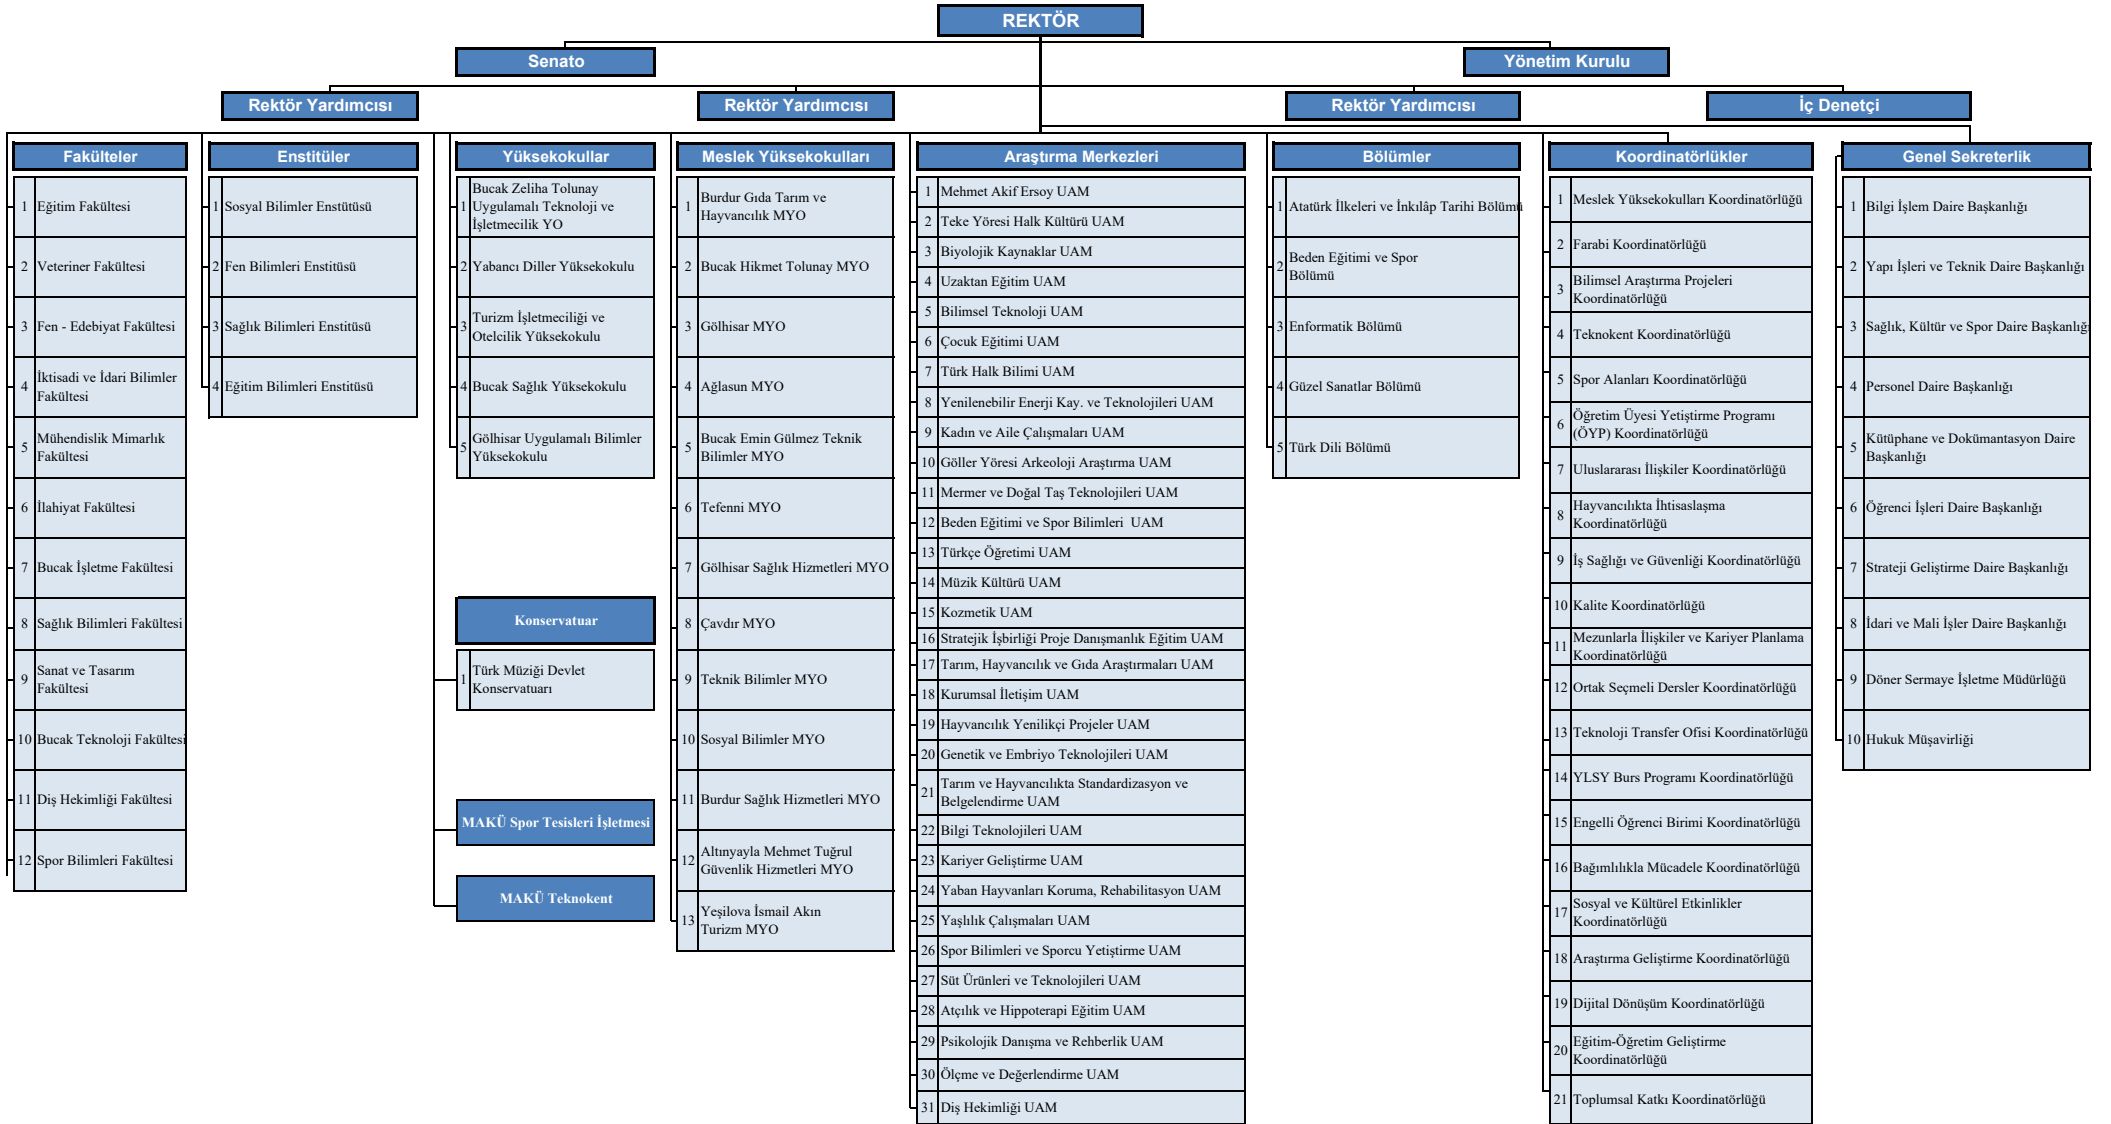 REKTÖR
Senato
Yönetim Kurulu
Rektör Yardımcısı
Rektör Yardımcısı
Rektör Yardımcısı
İç Denetçi
Fakülteler
1 Eğitim Fakültesi
2 Veteriner Fakültesi
3 Fen - Edebiyat Fakültesi
4 İktisadi ve İdari Bilimler
Fakültesi
5 Mühendislik Mimarlık
Fakültesi
6 İlahiyat Fakültesi
7 Bucak İşletme Fakültesi
8 Sağlık Bilimleri Fakültesi
9 Sanat ve Tasarım
Fakültesi
10 Bucak Teknoloji Fakültesi
11 Diş Hekimliği Fakültesi
12 Spor Bilimleri Fakültesi
Enstitüler
1 Sosyal Bilimler Enstütüsü
2 Fen Bilimleri Enstitüsü
3 Sağlık Bilimleri Enstitüsü
4 Eğitim Bilimleri Enstitüsü
Yüksekokullar
1 Bucak Zeliha Tolunay
Uygulamalı Teknoloji ve
İşletmecilik YO
2 Yabancı Diller Yüksekokulu
3 Turizm İşletmeciliği ve
Otelcilik Yüksekokulu
4 Bucak Sağlık Yüksekokulu
5 Gölhisar Uygulamalı Bilimler
Yüksekokulu
Konservatuar
1 Türk Müziği Devlet
Konservatuarı
MAKÜ Spor Tesisleri İşletmesi
MAKÜ Teknokent
Meslek Yüksekokulları
1 Burdur Gıda Tarım ve
Hayvancılık MYO
2 Bucak Hikmet Tolunay MYO
3 Gölhisar MYO
4 Ağlasun MYO
5 Bucak Emin Gülmez Teknik
Bilimler MYO
6 Tefenni MYO
7 Gölhisar Sağlık Hizmetleri MYO
8 Çavdır MYO
9 Teknik Bilimler MYO
10 Sosyal Bilimler MYO
11 Burdur Sağlık Hizmetleri MYO
12 Altınyayla Mehmet Tuğrul
Güvenlik Hizmetleri MYO
13 Yeşilova İsmail Akın
Turizm MYO
Araştırma Merkezleri
1 Mehmet Akif Ersoy UAM
2 Teke Yöresi Halk Kültürü UAM
3 Biyolojik Kaynaklar UAM
4 Uzaktan Eğitim UAM
5 Bilimsel Teknoloji UAM
6 Çocuk Eğitimi UAM
7 Türk Halk Bilimi UAM
8 Yenilenebilir Enerji Kay. ve Teknolojileri UAM
9 Kadın ve Aile Çalışmaları UAM
10 Göller Yöresi Arkeoloji Araştırma UAM
11 Mermer ve Doğal Taş Teknolojileri UAM
12 Beden Eğitimi ve Spor Bilimleri  UAM
13 Türkçe Öğretimi UAM
14 Müzik Kültürü UAM
15 Kozmetik UAM
16 Stratejik İşbirliği Proje Danışmanlık Eğitim UAM
17 Tarım, Hayvancılık ve Gıda Araştırmaları UAM
18 Kurumsal İletişim UAM
19 Hayvancılık Yenilikçi Projeler UAM
20 Genetik ve Embriyo Teknolojileri UAM
21 Tarım ve Hayvancılıkta Standardizasyon ve
Belgelendirme UAM
22 Bilgi Teknolojileri UAM
23 Kariyer Geliştirme UAM
24 Yaban Hayvanları Koruma, Rehabilitasyon UAM
25 Yaşlılık Çalışmaları UAM
26 Spor Bilimleri ve Sporcu Yetiştirme UAM
27 Süt Ürünleri ve Teknolojileri UAM
28 Atçılık ve Hippoterapi Eğitim UAM
29 Psikolojik Danışma ve Rehberlik UAM
30 Ölçme ve Değerlendirme UAM
31 Diş Hekimliği UAM
Bölümler
1 Atatürk İlkeleri ve İnkılâp Tarihi Bölümü
2 Beden Eğitimi ve Spor
Bölümü
3 Enformatik Bölümü
4 Güzel Sanatlar Bölümü
5 Türk Dili Bölümü
Koordinatörlükler
1 Meslek Yüksekokulları Koordinatörlüğü
2 Farabi Koordinatörlüğü
3 Bilimsel Araştırma Projeleri
Koordinatörlüğü
4 Teknokent Koordinatörlüğü
5 Spor Alanları Koordinatörlüğü
6 Öğretim Üyesi Yetiştirme Programı
(ÖYP) Koordinatörlüğü
7 Uluslararası İlişkiler Koordinatörlüğü
8 Hayvancılıkta İhtisaslaşma
Koordinatörlüğü
9 İş Sağlığı ve Güvenliği Koordinatörlüğü
10 Kalite Koordinatörlüğü
11 Mezunlarla İlişkiler ve Kariyer Planlama
Koordinatörlüğü
12 Ortak Seçmeli Dersler Koordinatörlüğü
13 Teknoloji Transfer Ofisi Koordinatörlüğü
14 YLSY Burs Programı Koordinatörlüğü
15 Engelli Öğrenci Birimi Koordinatörlüğü
16 Bağımlılıkla Mücadele Koordinatörlüğü
17 Sosyal ve Kültürel Etkinlikler
Koordinatörlüğü
18 Araştırma Geliştirme Koordinatörlüğü
19 Dijital Dönüşüm Koordinatörlüğü
20 Eğitim-Öğretim Geliştirme
Koordinatörlüğü
21 Toplumsal Katkı Koordinatörlüğü
Genel Sekreterlik
1 Bilgi İşlem Daire Başkanlığı
2 Yapı İşleri ve Teknik Daire Başkanlığı
3 Sağlık, Kültür ve Spor Daire Başkanlığı
4 Personel Daire Başkanlığı
5 Kütüphane ve Dokümantasyon Daire
Başkanlığı
6 Öğrenci İşleri Daire Başkanlığı
7 Strateji Geliştirme Daire Başkanlığı
8 İdari ve Mali İşler Daire Başkanlığı
9 Döner Sermaye İşletme Müdürlüğü
10 Hukuk Müşavirliği